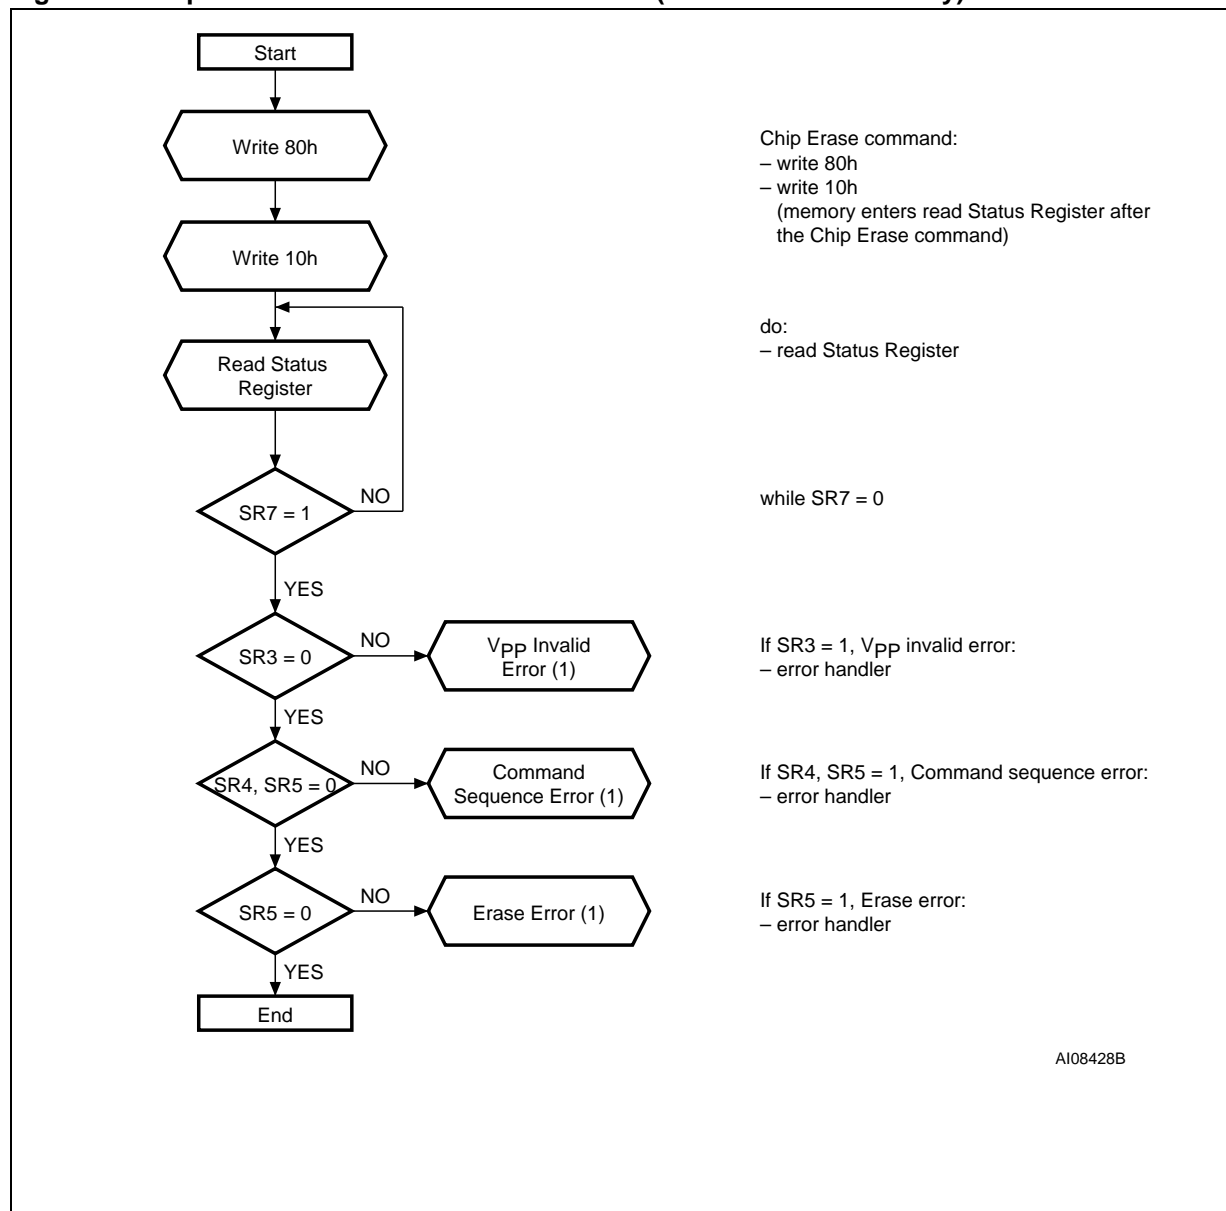 Start
Write 80h
Chip Erase command:
– write 80h
– write 10h
(memory enters read Status Register after
the Chip Erase command)
Write 10h
do:
– read Status Register
Read Status
Register
SR7 = 1
NO
while SR7 = 0
YES
SR3 = 0
NO
VPP Invalid
Error (1)
If SR3 = 1, VPP invalid error:
– error handler
YES
SR4, SR5 = 0
NO
Command
Sequence Error (1)
If SR4, SR5 = 1, Command sequence error:
– error handler
YES
SR5 = 0
NO
Erase Error (1)
If SR5 = 1, Erase error:
– error handler
YES
End
AI08428B